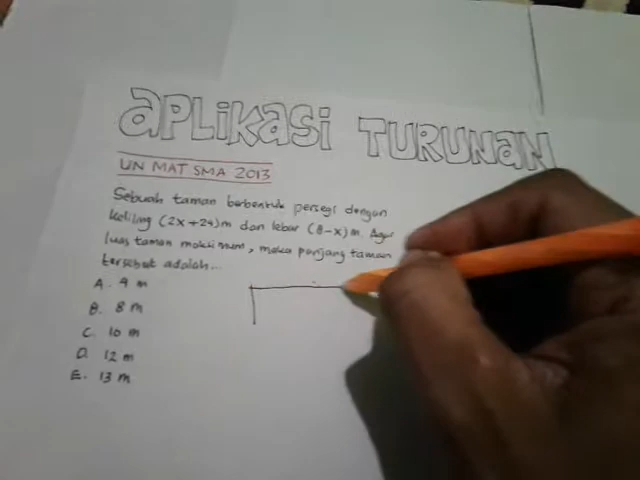 APLIKASI TURUNAN
UN MAT SMA 2013
Sebuah taman berbentuk persegi dengan
keliling (2x+24)m dan lebar (8-x)m. Agar
luas taman maksimum, maka panjang taman
tersebut adalah...
A. 4 m
B. 8 m
C. 10 m
D. 12 m
E. 13 m